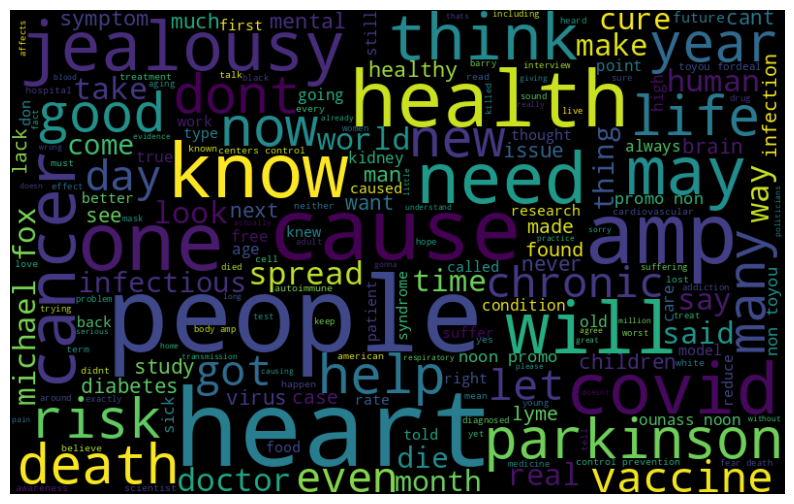 affects
symptom
much
first
mental
still
think
including
thats
heard
cure
future
cant
year
jealousy
make
toyou fordeal
blood
treatment
aging
talk
black
healthy
barry
interview
read
giving
point
sure
human
drug
hospital
take
dont
going
health
killed
sound
really
high
life
lack
don
fact
good
work
now
every
already
women
live
infection
evidence
wrong
come
type
world
new
issue
thought
always
brain
must
true
known
centers control
kidney
man
little
thing
way
doesn
effect
day
know
caused
need
may
politicians
better
mask
neither
want
understand
research
promo non
cardiovascular
see
look
next
cause
made
sorry
michael fox
cancer
one
actually
free
knew
adult
hope
practice
found
amp
many
love
age
cell
gonna
suffering
died
infectious
spread
time
called
never
chronic
care
lost
addiction
say
non toyou
trying
autoimmune
patient
syndrome
condition
treat
back
problem
long
people
test
keep
suffer
yes
will
old
million
said
serious
body amp
agree
worst
great
term
home
transmission
american
noon promo
children
model
white
study
got
causing
respiratory
please
reduce
didnt
diabetes
help
happen
right
let
covid
around
exactly
virus
case
rate
mean
young
pain
risk
sick
heart
food
told
diagnosed
yet
lyme
ounass noon
doesnt
without
tell
believe
die
parkinson
death
doctor
even
month
medicine
real
control prevention
fear death
awareness
scientist
vaccine